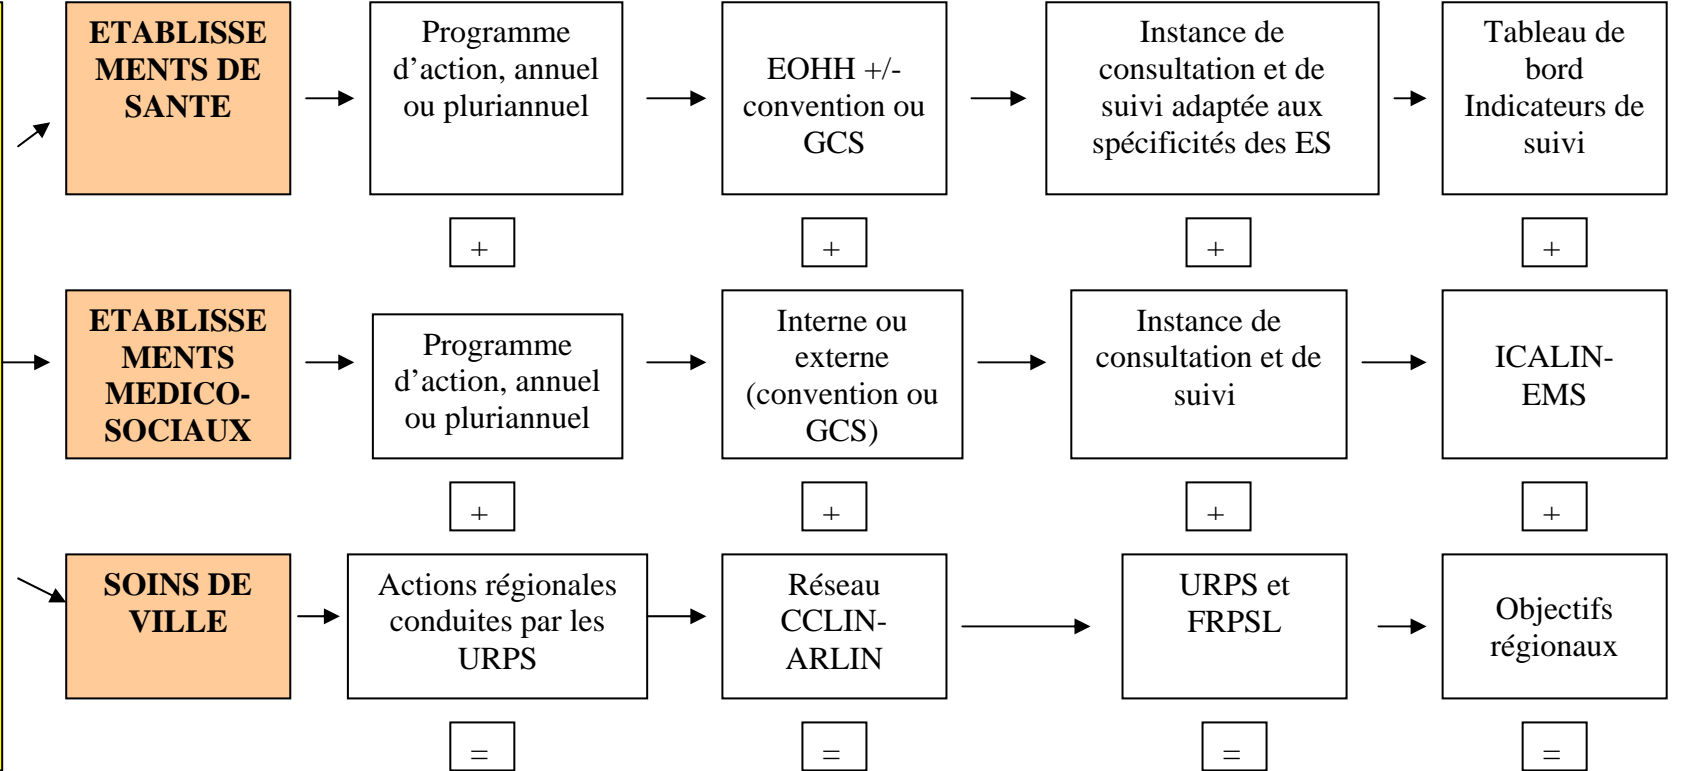 ETABLISSE
MENTS DE
SANTE
Programme
d’action, annuel
ou pluriannuel
EOHH +/-
convention ou
GCS
Instance de
consultation et de
suivi adaptée aux
spécificités des ES
Tableau de
bord
Indicateurs de
suivi
+
+
+
+
ETABLISSE
MENTS
MEDICO-
SOCIAUX
Programme
d’action, annuel
ou pluriannuel
Interne ou
externe
(convention ou
GCS)
Instance de
consultation et de
suivi
ICALIN-
EMS
+
+
+
+
SOINS DE
VILLE
Actions régionales
conduites par les
URPS
Réseau
CCLIN-
ARLIN
URPS et
FRPSL
Objectifs
régionaux
=
=
=
=